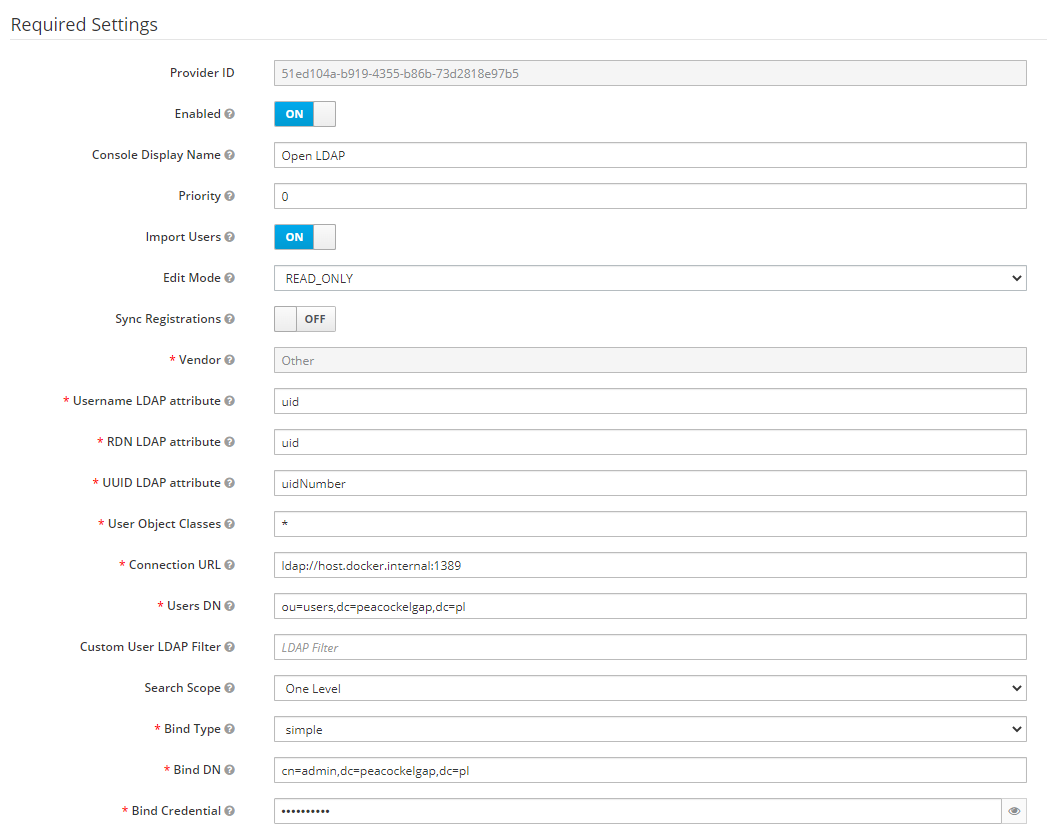 Required Settings
Provider ID 51ed104a-b919-4355-b86b-73d2818e97b5
Enabled ON
Console Display Name Open LDAP
Priority 0
Import Users ON
Edit Mode READ_ONLY
Sync Registrations OFF
* Vendor Other
* Username LDAP attribute uid
* RDN LDAP attribute uid
* UUID LDAP attribute uidNumber
* User Object Classes *
* Connection URL ldap://host.docker.internal:1389
* Users DN ou=users,dc=peacockelgap,dc=pl
Custom User LDAP Filter LDAP Filter
Search Scope One Level
* Bind Type simple
* Bind DN cn=admin,dc=peacockelgap,dc=pl
* Bind Credential ••••••••••